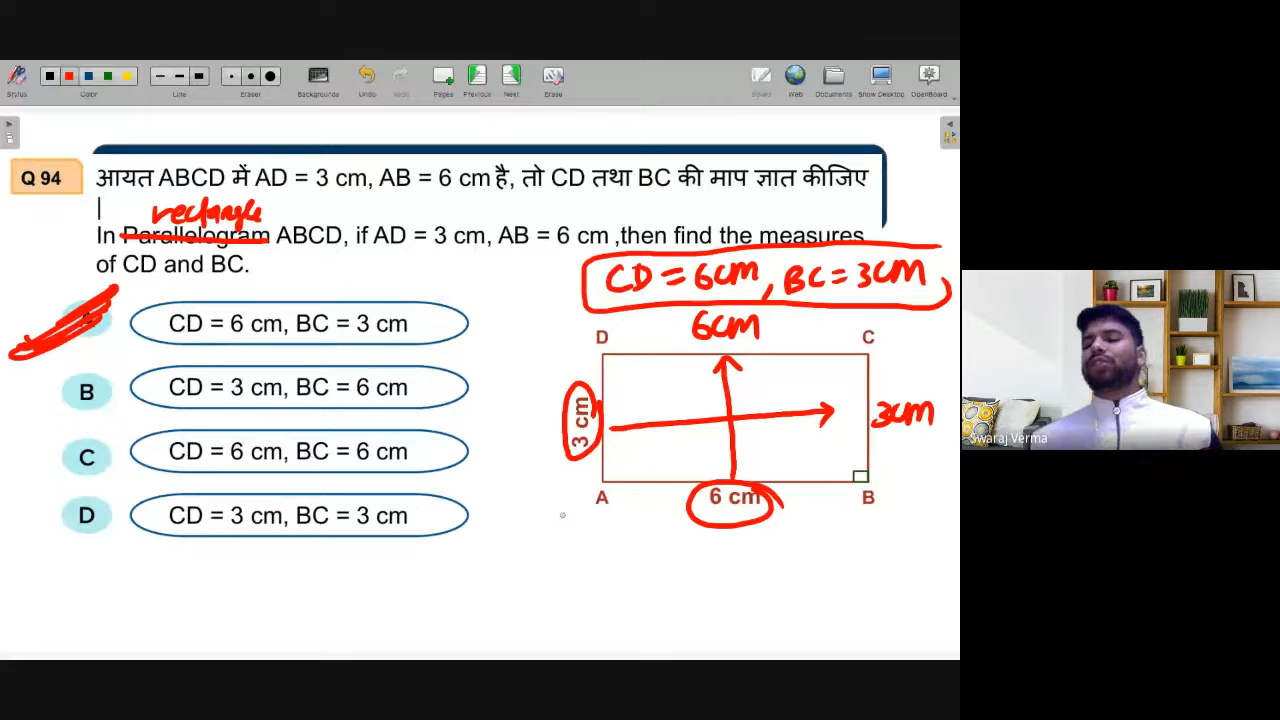 Stylus
Color
Line
Eraser
Backgrounds
Undo
Redo
Pages
Previous
Next
Erase
Board
Web
Documents
Show Desktop
OpenBoard
Q 94
आयत ABCD में AD = 3 cm, AB = 6 cm है, तो CD तथा BC की माप ज्ञात कीजिए
|
rectangle
In Parallelogram ABCD, if AD = 3 cm, AB = 6 cm ,then find the measures
of CD and BC.
CD = 6cm, BC = 3cm
CD = 6 cm, BC = 3 cm
B
CD = 3 cm, BC = 6 cm
C
CD = 6 cm, BC = 6 cm
D
CD = 3 cm, BC = 3 cm
6cm
D
C
3 cm
3cm
A
6 cm
B
Swaraj Verma